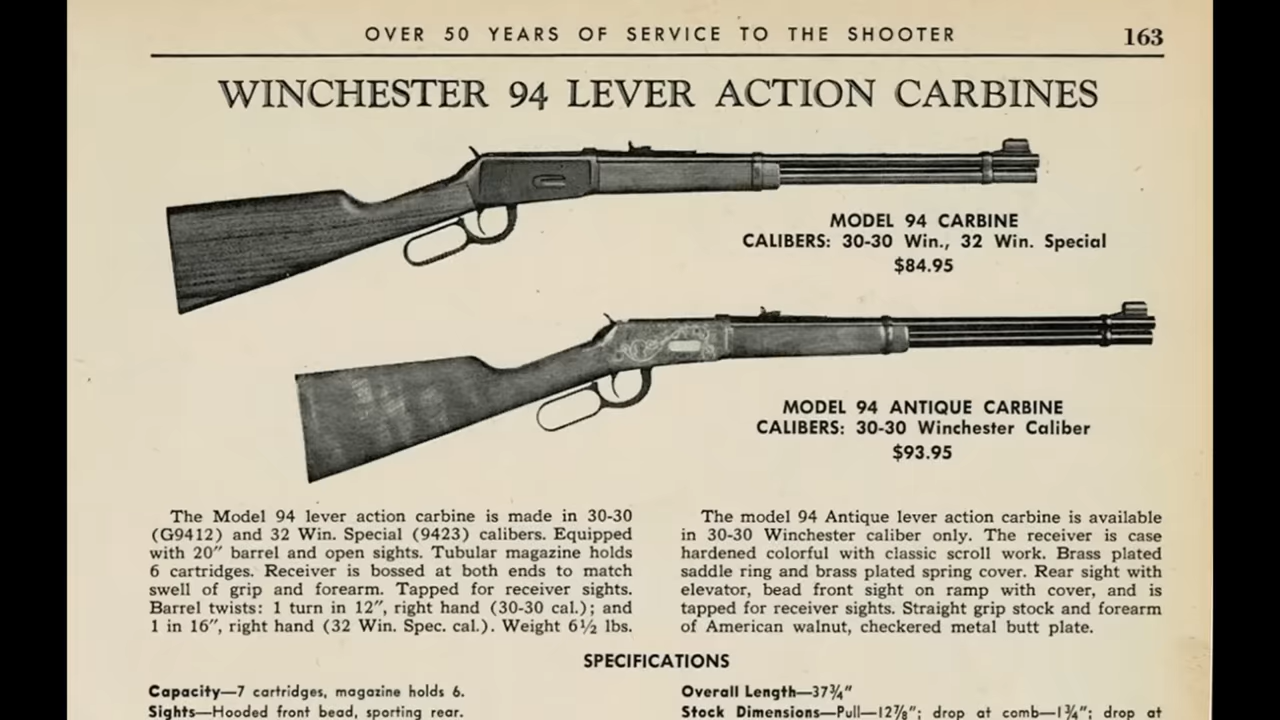 OVER 50 YEARS OF SERVICE TO THE SHOOTER 163
WINCHESTER 94 LEVER ACTION CARBINES
MODEL 94 CARBINE
CALIBERS: 30-30 Win., 32 Win. Special
$84.95
MODEL 94 ANTIQUE CARBINE
CALIBERS: 30-30 Winchester Caliber
$93.95
The Model 94 lever action carbine is made in 30-30
(G9412) and 32 Win. Special (9423) calibers. Equipped
with 20″ barrel and open sights. Tubular magazine holds
6 cartridges. Receiver is bossed at both ends to match
swell of grip and forearm. Tapped for receiver sights.
Barrel twists: 1 turn in 12″, right hand (30-30 cal.); and
1 in 16″, right hand (32 Win. Spec. cal.). Weight 6½ lbs.
The model 94 Antique lever action carbine is available
in 30-30 Winchester caliber only. The receiver is case
hardened colorful with classic scroll work. Brass plated
saddle ring and brass plated spring cover. Rear sight with
elevator, bead front sight on ramp with cover, and is
tapped for receiver sights. Straight grip stock and forearm
of American walnut, checkered metal butt plate.
SPECIFICATIONS
Capacity—7 cartridges, magazine holds 6.
Sights—Hooded front bead, sporting rear.
Overall Length—37¾″
Stock Dimensions—Pull—12⅞″; drop at comb—1¾″; drop at